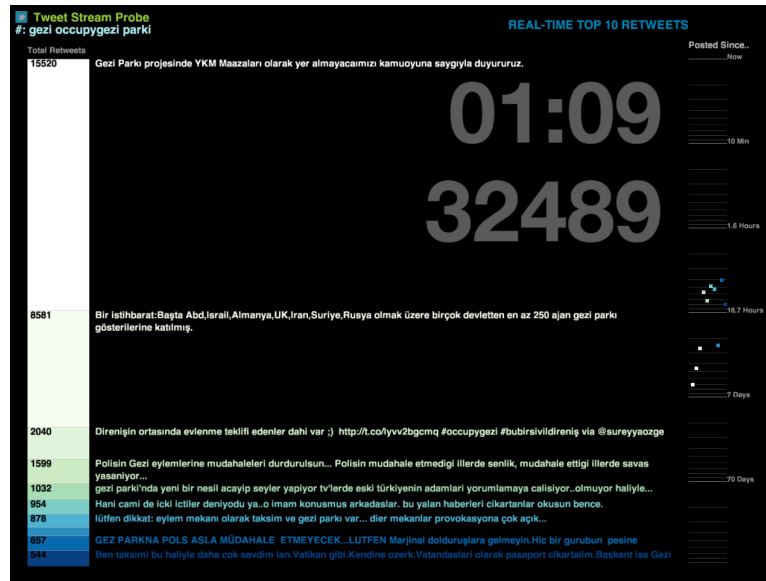 Tweet Stream Probe
#: gezi occupygezi parki
REAL-TIME TOP 10 RETWEETS
Total Retweets
Posted Since..
15520
Gezi Parkı projesinde YKM Maazaları olarak yer almayacaımızı kamuoyuna saygıyla duyururuz.
Now
01:09
10 Min
32489
1.6 Hours
16.7 Hours
8581
Bir istihbarat:Başta Abd,Israil,Almanya,UK,Iran,Suriye,Rusya olmak üzere birçok devletten en az 250 ajan gezi parkı
gösterilerine katılmış.
7 Days
2040
Direnişin ortasında evlenme teklifi edenler dahi var ;) http://t.co/lyvv2bgcmq #occupygezi #bubirsivildireniş via @sureyyaozge
1599
Polisin Gezi eylemlerine mudahaleleri durdurulsun... Polisin mudahale etmedigi illerde senlik, mudahale ettigi illerde savas
yasaniyor...
70 Days
1032
gezi parki'nda yeni bir nesil acayip seyler yapiyor tv'lerde eski türkiyenin adamlari yorumlamaya calisiyor..olmuyor haliyle...
954
Hani cami de icki ictiler deniyodu ya..o imam konusmus arkadaslar. bu yalan haberleri cikartanlar okusun bence.
878
lütfen dikkat: eylem mekanı olarak taksim ve gezi parkı var... dier mekanlar provokasyona çok açık...
657
GEZ PARKNA POLS ASLA MÜDAHALE ETMEYECEK...LUTFEN Marjinal dolduruşlara gelmeyin.Hic bir gurubun pesine
544
Ben taksimi bu haliyle daha cok sevdim lan.Vatikan gibi.Kendine ozerk.Vatandaslari olarak pasaport cikartalim.Baskent ise Gezi